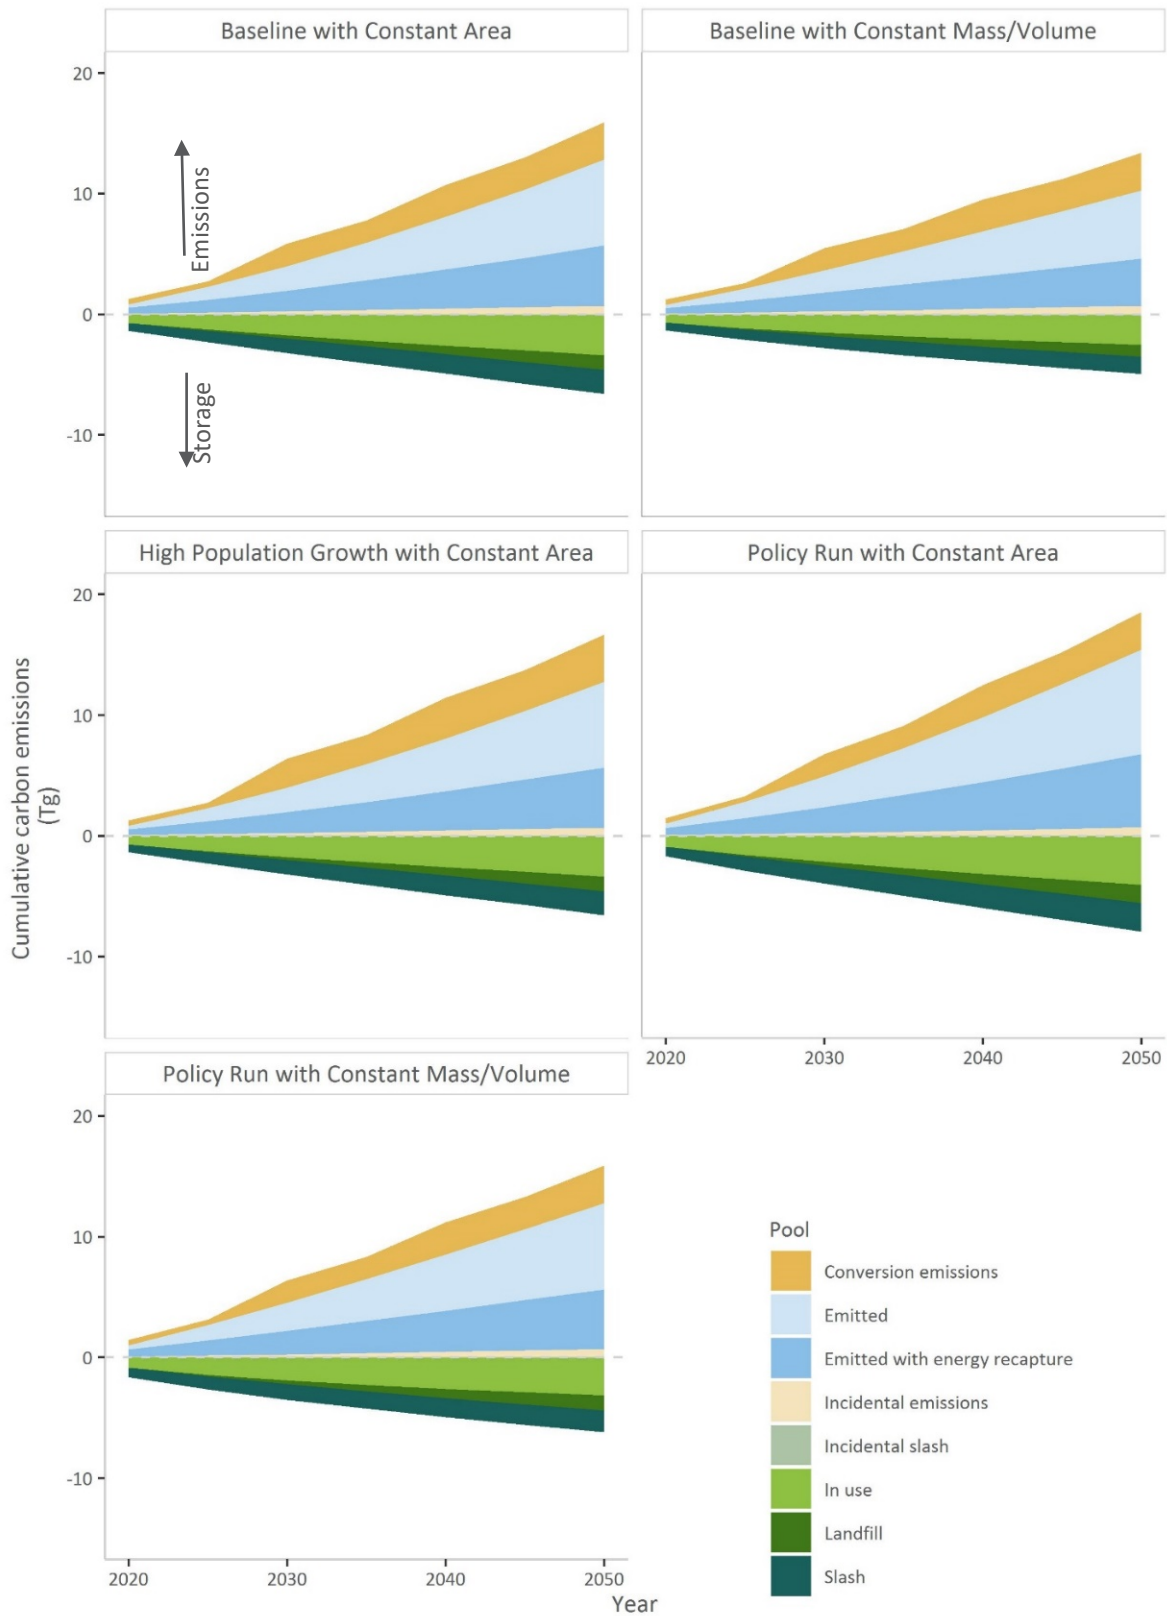 Baseline with Constant Area
Baseline with Constant Mass/Volume
20
10
0
-10
Emissions
Storage
High Population Growth with Constant Area
Policy Run with Constant Area
20
10
0
-10
Cumulative carbon emissions
(Tg)
2020
2030
2040
2050
Policy Run with Constant Mass/Volume
20
10
0
-10
2020
2030
2040
2050
Year
Pool
Conversion emissions
Emitted
Emitted with energy recapture
Incidental emissions
Incidental slash
In use
Landfill
Slash